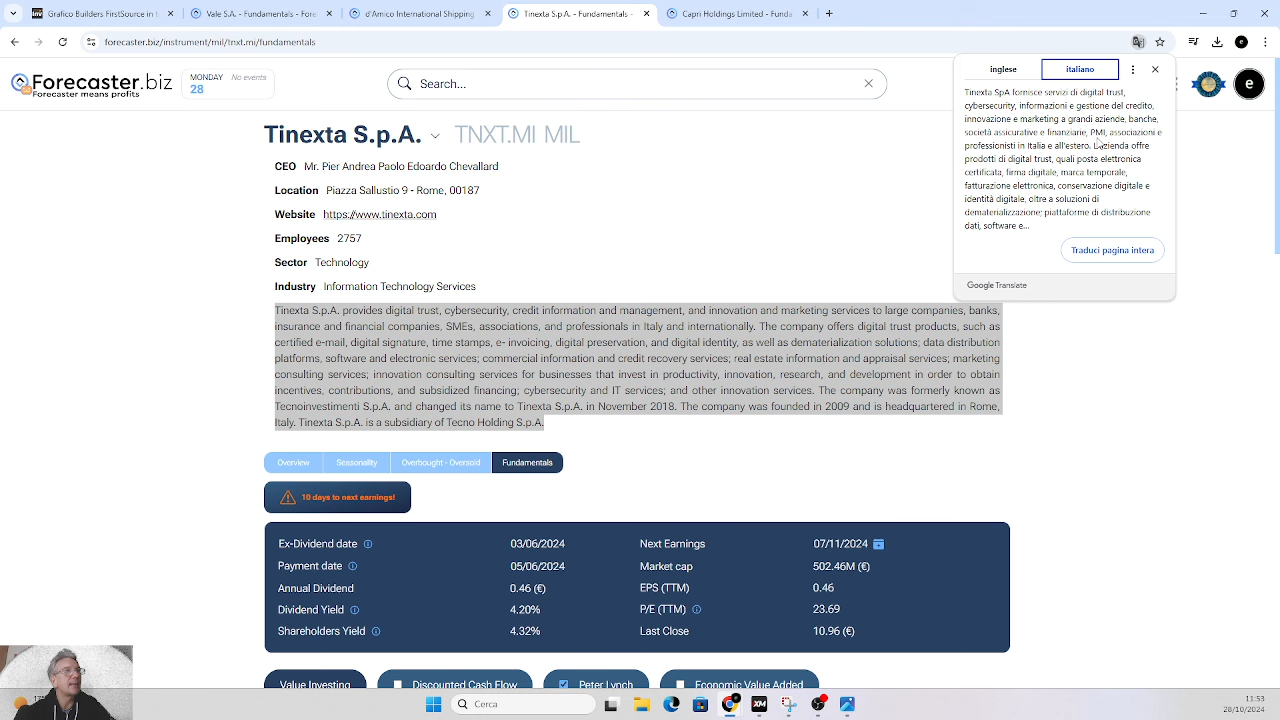 Grafico dei Forecast di FirstSol
Vale S.A. - Fundamentals - For
d'Amico International Shipping
Tinexta S.p.A. - Fundamentals -
Capri Holdings - Fundamentals
forecaster.biz/instrument/mil/tnxt.mi/fundamentals
Forecaster.biz
Forecaster means profits
MONDAY
No events
28
Search...
e
inglese
italiano
Tinexta SpA fornisce servizi di digital trust,
cybersecurity, informazioni e gestione del credito,
innovazione e marketing a grandi aziende, banche,
società assicurative e finanziarie, PMI, associazioni e
professionisti in Italia e all'estero. L'azienda offre
prodotti di digital trust, quali posta elettronica
certificata, firma digitale, marca temporale,
fatturazione elettronica, conservazione digitale e
identità digitale, oltre a soluzioni di
dematerializzazione; piattaforme di distribuzione
dati, software e...
Traduci pagina intera
Google Translate
Tinexta S.p.A. TNXT.MI MIL
CEO Mr. Pier Andrea Edoardo Chevallard
Location Piazza Sallustio 9 - Rome, 00187
Website http://www.tinexta.com
Employees 2757
Sector Technology
Industry Information Technology Services
Tinexta S.p.A. provides digital trust, cybersecurity, credit information and management, and innovation and marketing services to large companies, banks,
insurance and financial companies, SMEs, associations, and professionals in Italy and internationally. The company offers digital trust products, such as
certified e-mail, digital signature, time stamps, e- invoicing, digital preservation, and digital identity, as well as dematerialization solutions; data distribution
platforms, software and electronic services; commercial information and credit recovery services; real estate information and appraisal services; marketing
consulting services; innovation consulting services for businesses that invest in productivity, innovation, research, and development in order to obtain
incentives, contributions, and subsidized financing; cybersecurity and IT services; and other innovation services. The company was formerly known as
Tecnoinvestimenti S.p.A. and changed its name to Tinexta S.p.A. in November 2018. The company was founded in 2009 and is headquartered in Rome,
Italy. Tinexta S.p.A. is a subsidiary of Tecno Holding S.p.A.
Overview
Seasonality
Overbought - Oversold
Fundamentals
10 days to next earnings!
Ex-Dividend date 03/06/2024 Next Earnings 07/11/2024
Payment date 05/06/2024 Market cap 502.46M (€)
Annual Dividend 0.46 (€) EPS (TTM) 0.46
Dividend Yield 4.20% P/E (TTM) 23.69
Shareholders Yield 4.32% Last Close 10.96 (€)
Value Investing
Discounted Cash Flow
Peter Lynch
Economic Value Added
Cerca
XM
11:53
28/10/2024